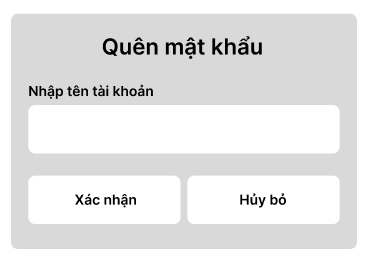 Quên mật khẩu
Nhập tên tài khoản
Xác nhận
Hủy bỏ